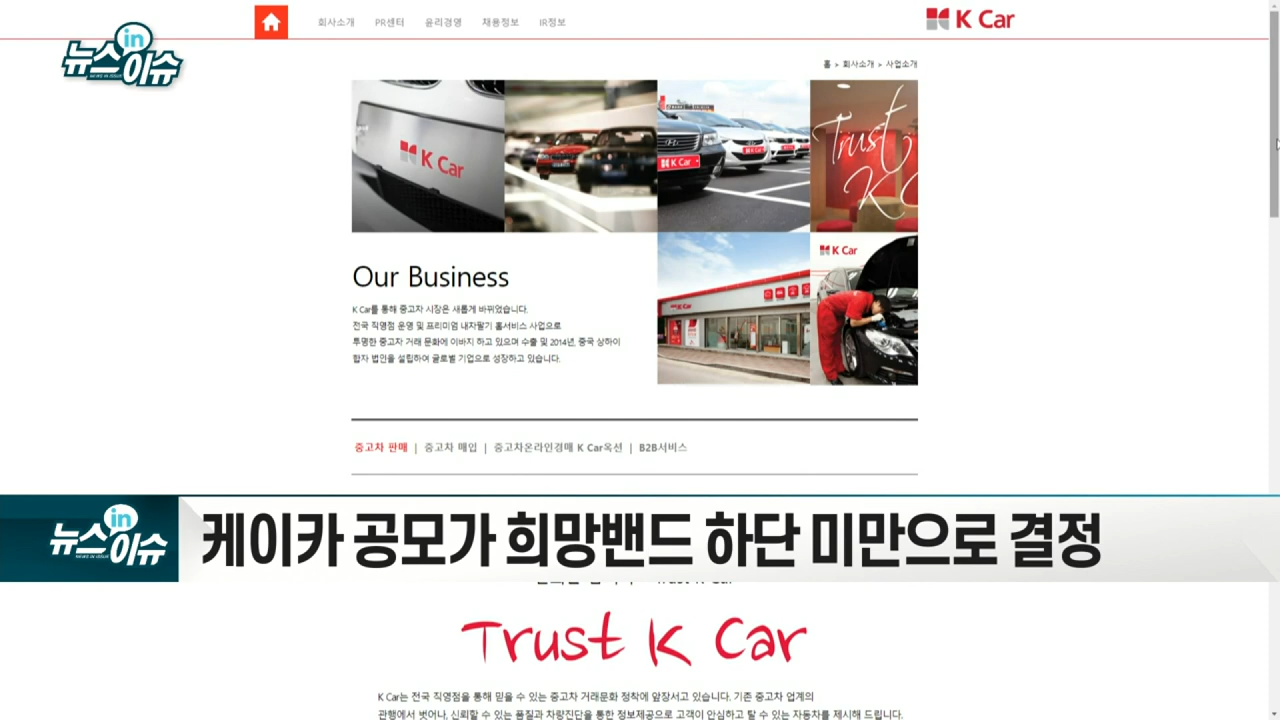 회사소개 PR센터 윤리경영 채용정보 IR정보
K Car
뉴스in이슈
NEWS IN ISSUE
홈 > 회사소개 > 사업소개
K Car
K Car
Trust
K C
K Car
K Car
Our Business
K Car를 통해 중고차 시장은 새롭게 바뀌었습니다.
전국 직영점 운영 및 프리미엄 내차팔기 홈서비스 사업으로
투명한 중고차 거래 문화에 이바지 하고 있으며 수출 및 2014년, 중국 상하이
합자 법인을 설립하여 글로벌 기업으로 성장하고 있습니다.
중고차 판매 | 중고차 매입 | 중고차온라인경매 K Car옥션 | B2B서비스
뉴스in이슈
NEWS IN ISSUE
케이카 공모가 희망밴드 하단 미만으로 결정
Trust K Car
K Car는 전국 직영점을 통해 믿을 수 있는 중고차 거래문화 정착에 앞장서고 있습니다. 기존 중고차 업계의
관행에서 벗어나, 신뢰할 수 있는 품질과 차량진단을 통한 정보제공으로 고객이 안심하고 탈 수 있는 자동차를 제시해 드립니다.